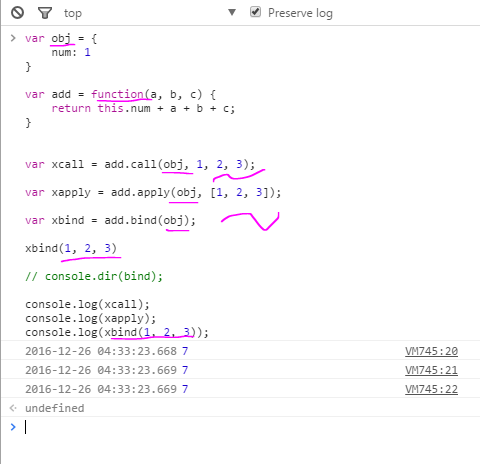 top Preserve log
var obj = {
num: 1
}
var add = function(a, b, c) {
return this.num + a + b + c;
}
var xcall = add.call(obj, 1, 2, 3);
var xapply = add.apply(obj, [1, 2, 3]);
var xbind = add.bind(obj);
xbind(1, 2, 3)
// console.dir(bind);
console.log(xcall);
console.log(xapply);
console.log(xbind(1, 2, 3));
2016-12-26 04:33:23.668 7 VM745:20
2016-12-26 04:33:23.669 7 VM745:21
2016-12-26 04:33:23.669 7 VM745:22
undefined